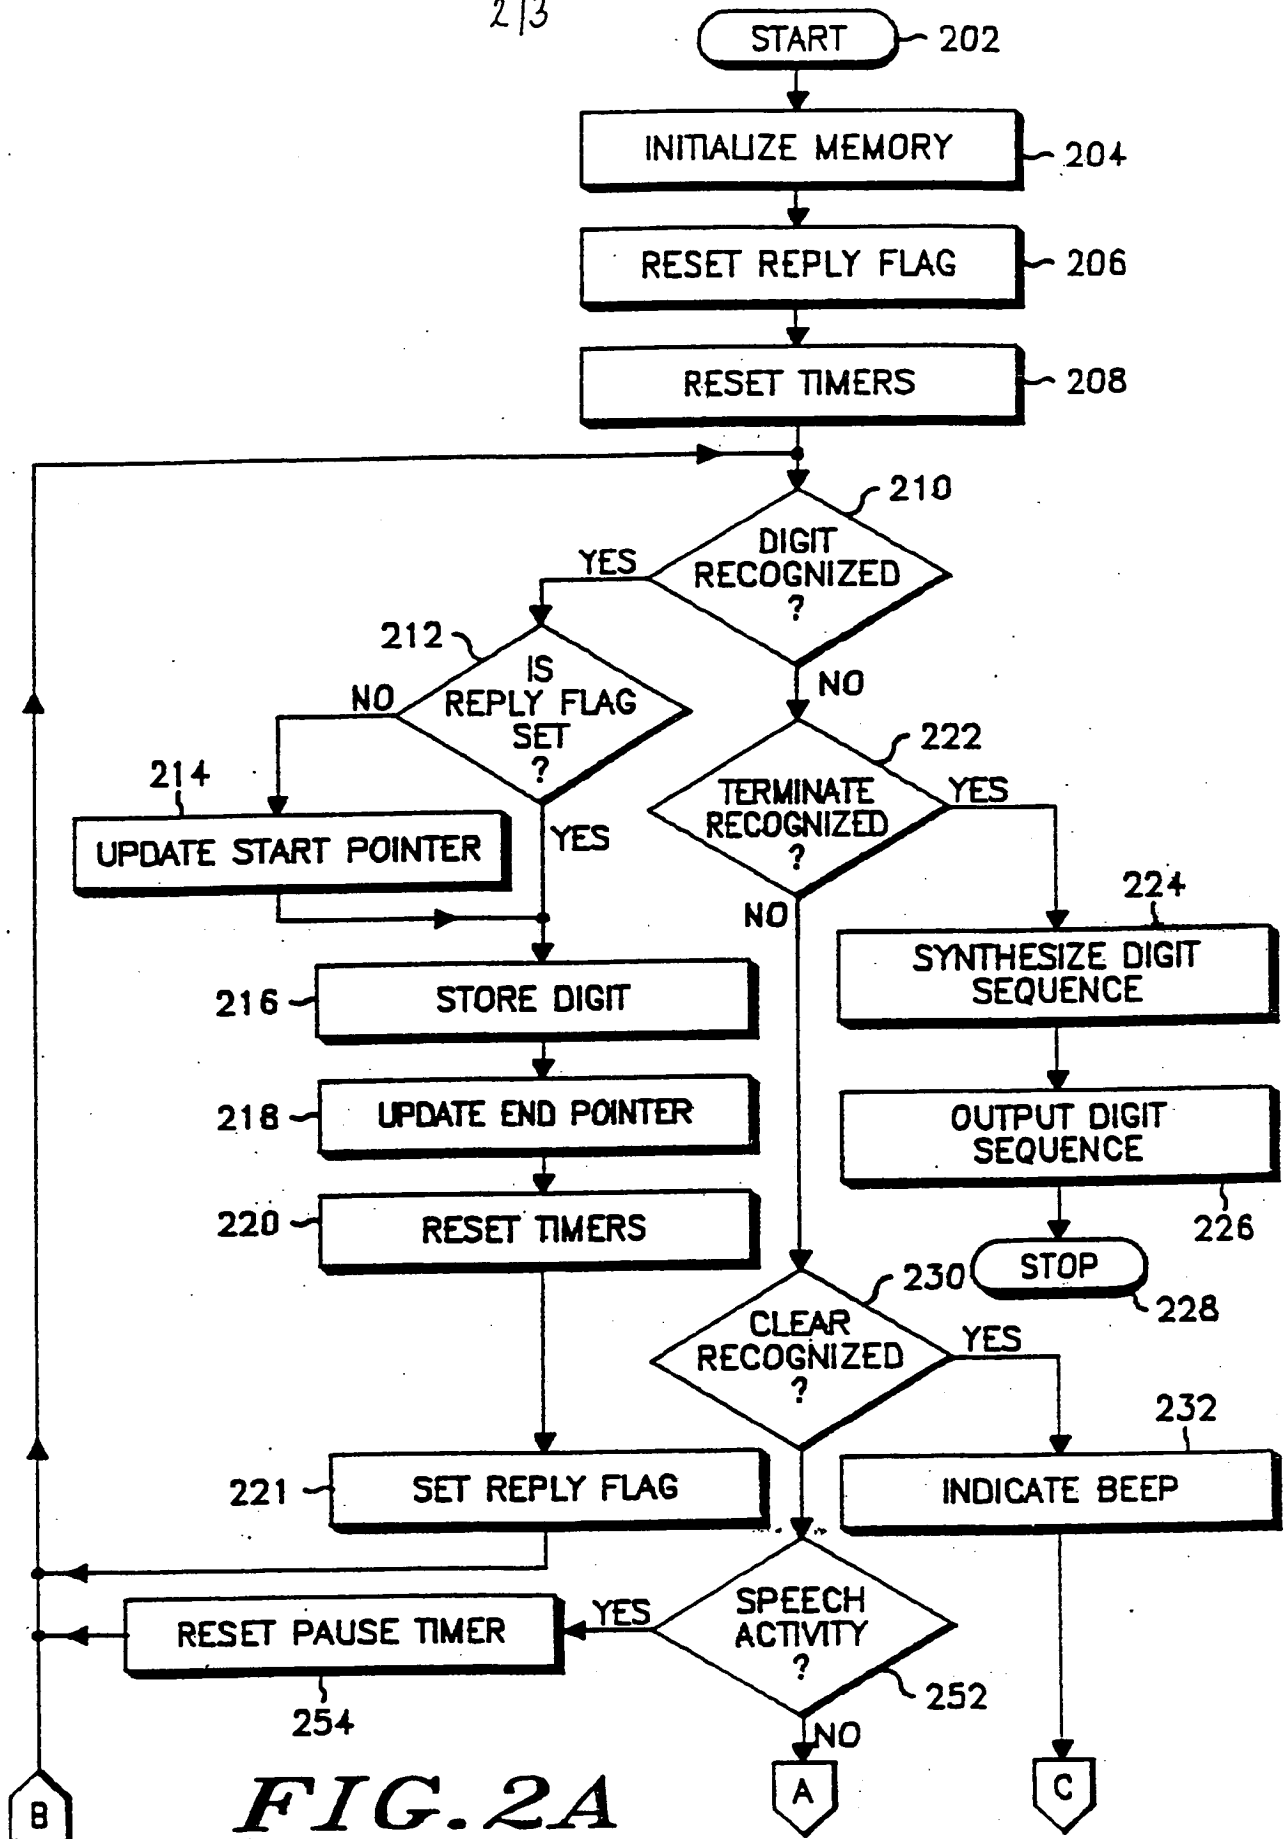 2/3
START
202
INITIALIZE MEMORY
204
RESET REPLY FLAG
206
RESET TIMERS
208
210
DIGIT
RECOGNIZED
?
YES
NO
212
IS
REPLY FLAG
SET
?
NO
YES
214
UPDATE START POINTER
222
TERMINATE
RECOGNIZED
?
YES
NO
224
SYNTHESIZE DIGIT
SEQUENCE
216
STORE DIGIT
218
UPDATE END POINTER
OUTPUT DIGIT
SEQUENCE
226
220
RESET TIMERS
STOP
228
230
CLEAR
RECOGNIZED
?
YES
232
INDICATE BEEP
221
SET REPLY FLAG
SPEECH
ACTIVITY
?
252
YES
NO
RESET PAUSE TIMER
254
A
C
B
FIG.2A